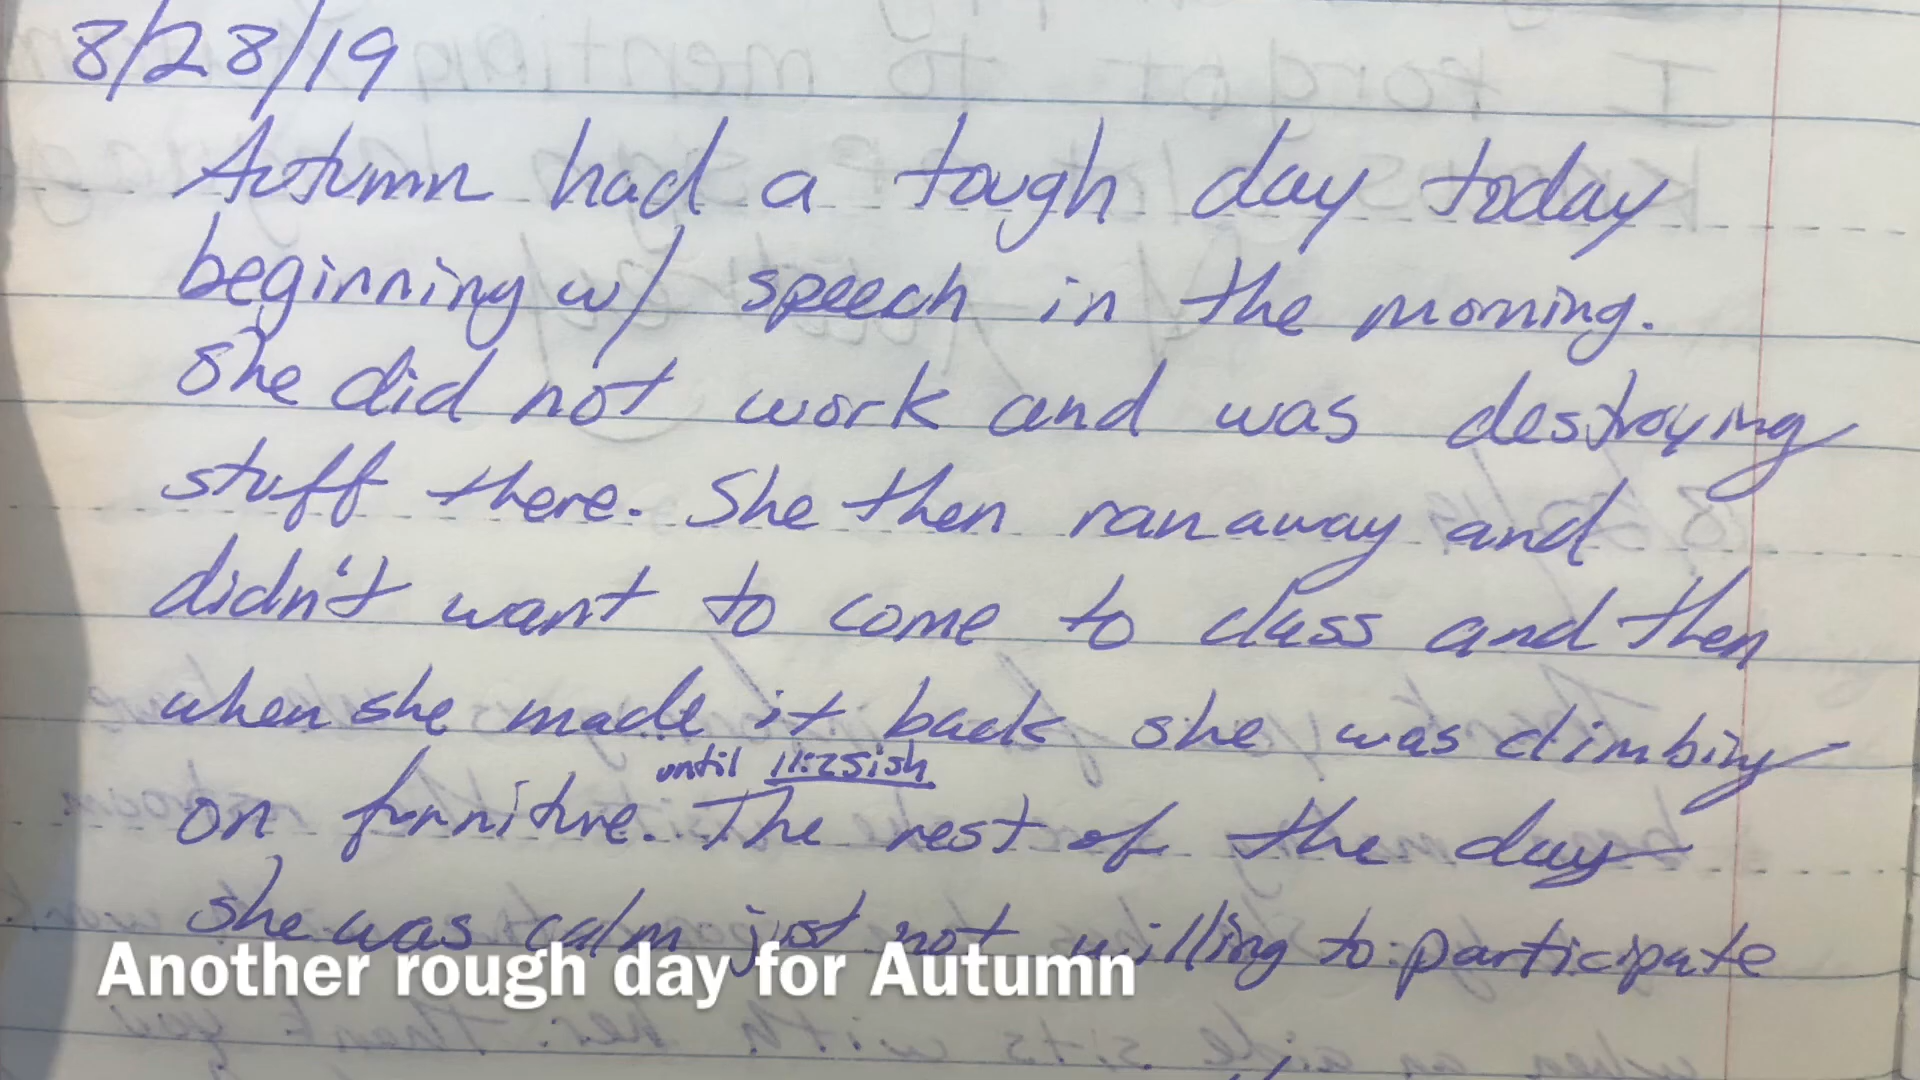 8/28/19
Autumn had a tough day today
beginning w/ speech in the morning.
She did not work and was destroying
stuff there. She then ran away and
didn't want to come to class and then
when she made it back she was climbing
until 11:25ish
on furniture. The rest of the day
she was calm just not willing to participate
Another rough day for Autumn